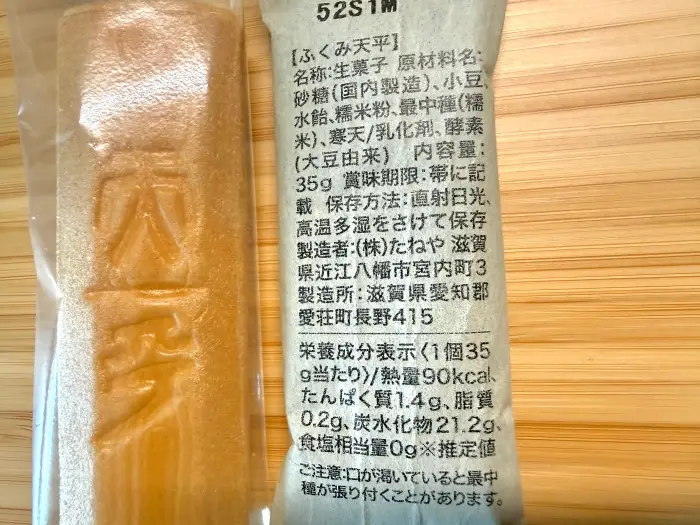 天平
52S1M
【ふくみ天平】
名称:生菓子 原材料名:
砂糖(国内製造)、小豆、
水飴、糯米粉、最中種(糯
米)、寒天/乳化剤、酵素
(大豆由来) 内容量:
35g 賞味期限:帯に記
載 保存方法:直射日光、
高温多湿をさけて保存
製造者:(株)たねや 滋賀
県近江八幡市宮内町3
製造所:滋賀県愛知郡
愛荘町長野415
栄養成分表示〈1個35
g当たり〉/熱量90kcal、
たんぱく質1.4g、脂質
0.2g、炭水化物21.2g、
食塩相当量0g※推定値
ご注意:口が渇いていると最中
種が張り付くことがあります。